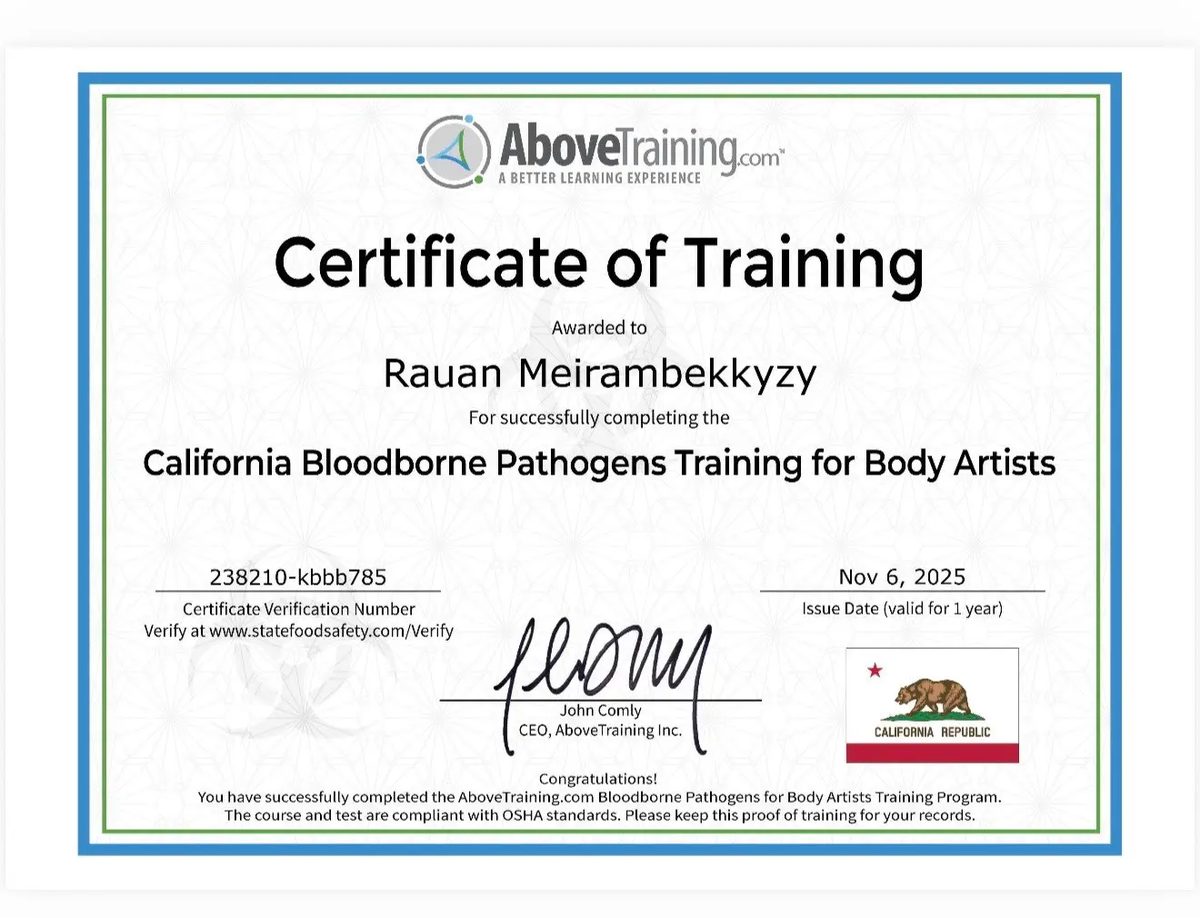 AboveTraining.com™
A BETTER LEARNING EXPERIENCE
Certificate of Training
Awarded to
Rauan Meirambekkyzy
For successfully completing the
California Bloodborne Pathogens Training for Body Artists
238210-kbbb785
Certificate Verification Number
Verify at www.statefoodsafety.com/Verify
Nov 6, 2025
Issue Date (valid for 1 year)
John Comly
CEO, AboveTraining Inc.
CALIFORNIA REPUBLIC
Congratulations!
You have successfully completed the AboveTraining.com Bloodborne Pathogens for Body Artists Training Program.
The course and test are compliant with OSHA standards. Please keep this proof of training for your records.